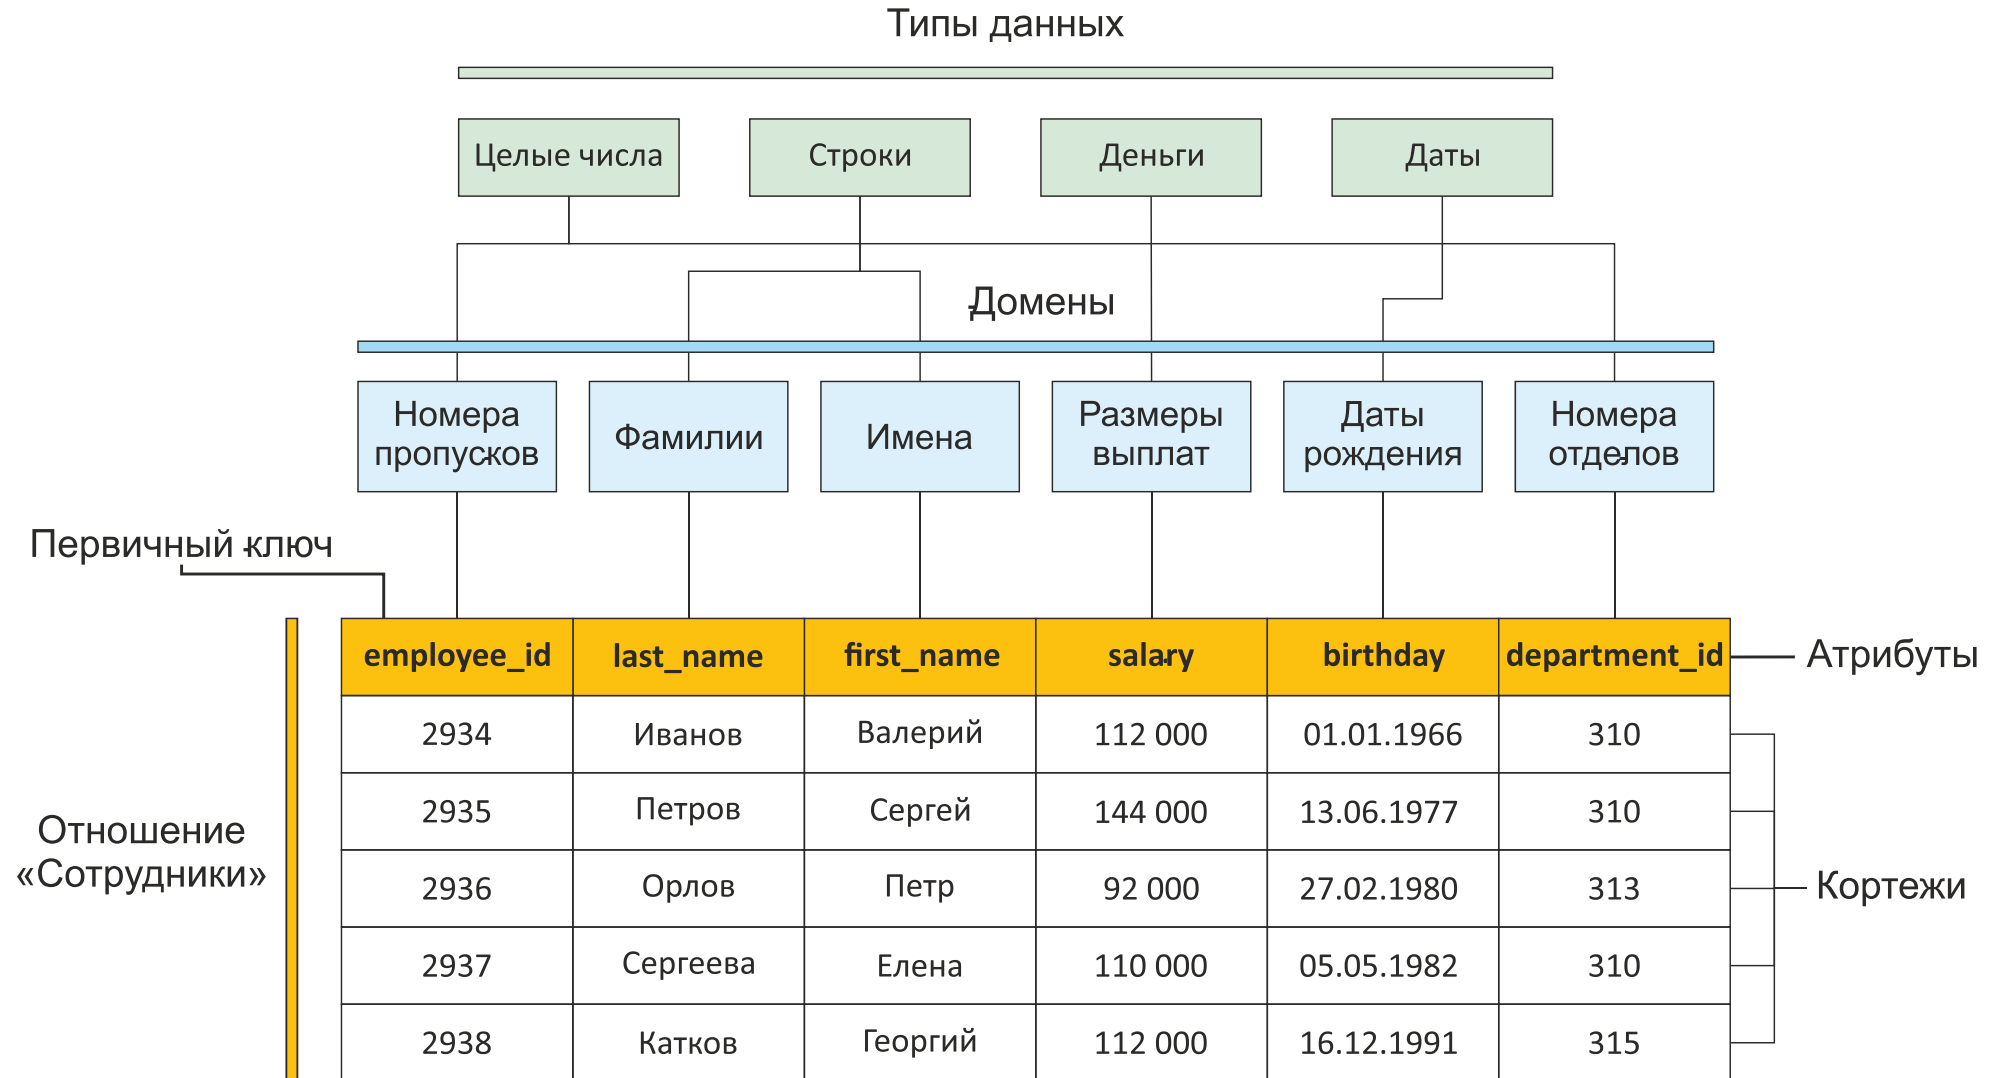 Типы данных
Целые числа Строки Деньги Даты
Домены
Номера пропусков Фамилии Имена Размеры выплат Даты рождения Номера отделов
Первичный ключ
employee_id last_name first_name salary birthday department_id Атрибуты
2934 Иванов Валерий 112 000 01.01.1966 310
2935 Петров Сергей 144 000 13.06.1977 310
Отношение
«Сотрудники»
2936 Орлов Петр 92 000 27.02.1980 313 Кортежи
2937 Сергеева Елена 110 000 05.05.1982 310
2938 Катков Георгий 112 000 16.12.1991 315